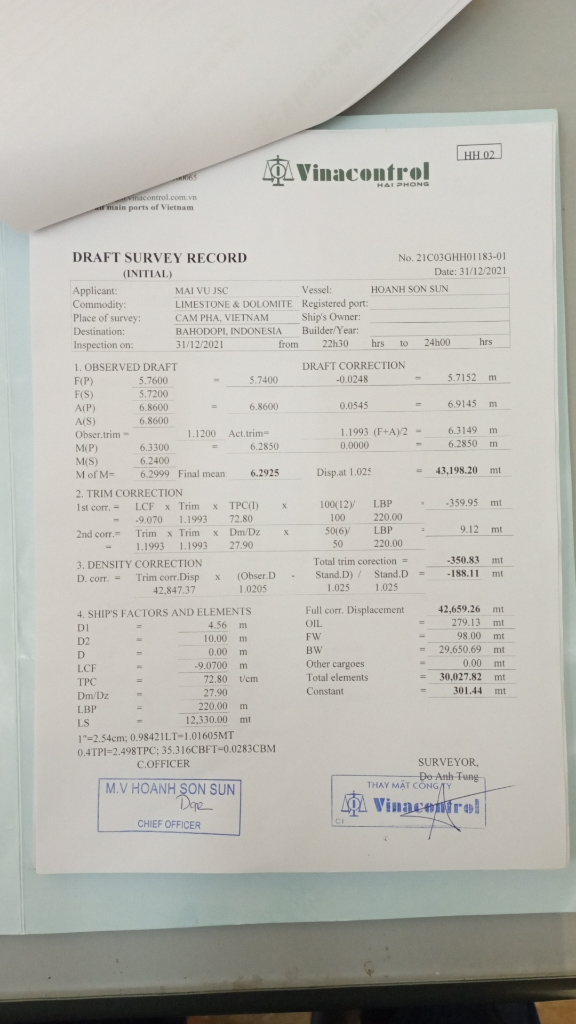 HH 02
Vinacontrol
HAI PHONG
main ports of Vietnam
DRAFT SURVEY RECORD No. 21C03GHH01183-01
(INITIAL) Date: 31/12/2021
Applicant: MAI VU JSC Vessel: HOANH SON SUN
Commodity: LIMESTONE & DOLOMITE Registered port:
Place of survey: CAM PHA, VIETNAM Ship's Owner:
Destination: BAHODOPI, INDONESIA Builder/Year:
Inspection on: 31/12/2021 from 22h30 hrs to 24h00 hrs
1. OBSERVED DRAFT DRAFT CORRECTION
F(P) 5.7600 = 5.7400 -0.0248 = 5.7152 m
F(S) 5.7200
A(P) 6.8600 = 6.8600 0.0545 = 6.9145 m
A(S) 6.8600
Obser.trim = 1.1200 Act.trim= 1.1993 (F+A)/2 = 6.3149 m
M(P) 6.3300 = 6.2850 0.0000 = 6.2850 m
M(S) 6.2400
M of M= 6.2999 Final mean 6.2925 Disp.at 1.025 = 43,198.20 mt
2. TRIM CORRECTION
1st corr. = LCF x Trim x TPC(I) x 100(12)/ LBP = -359.95 mt
= -9.070 1.1993 72.80 100 220.00
2nd corr.= Trim x Trim x Dm/Dz x 50(6)/ LBP = 9.12 mt
= 1.1993 1.1993 27.90 50 220.00
3. DENSITY CORRECTION Total trim corection = -350.83 mt
D. corr. = Trim corr.Disp x (Obser.D - Stand.D) / Stand.D = -188.11 mt
42,847.37 1.0205 1.025 1.025
4. SHIP'S FACTORS AND ELEMENTS Full corr. Displacement 42,659.26 mt
D1 = 4.56 m OIL = 279.13 mt
D2 = 10.00 m FW = 98.00 mt
D = 0.00 m BW = 29,650.69 mt
LCF = -9.0700 m Other cargoes = 0.00 mt
TPC = 72.80 t/cm Total elements = 30,027.82 mt
Dm/Dz = 27.90 Constant = 301.44 mt
LBP = 220.00 m
LS = 12,330.00 mt
1"=2.54cm; 0.98421LT=1.01605MT
0.4TPI=2.498TPC; 35.316CBFT=0.0283CBM
C.OFFICER SURVEYOR,
Do Anh Tung
M.V HOANH SON SUN
CHIEF OFFICER
THAY MẶT CÔNG TY
Vinacontrol